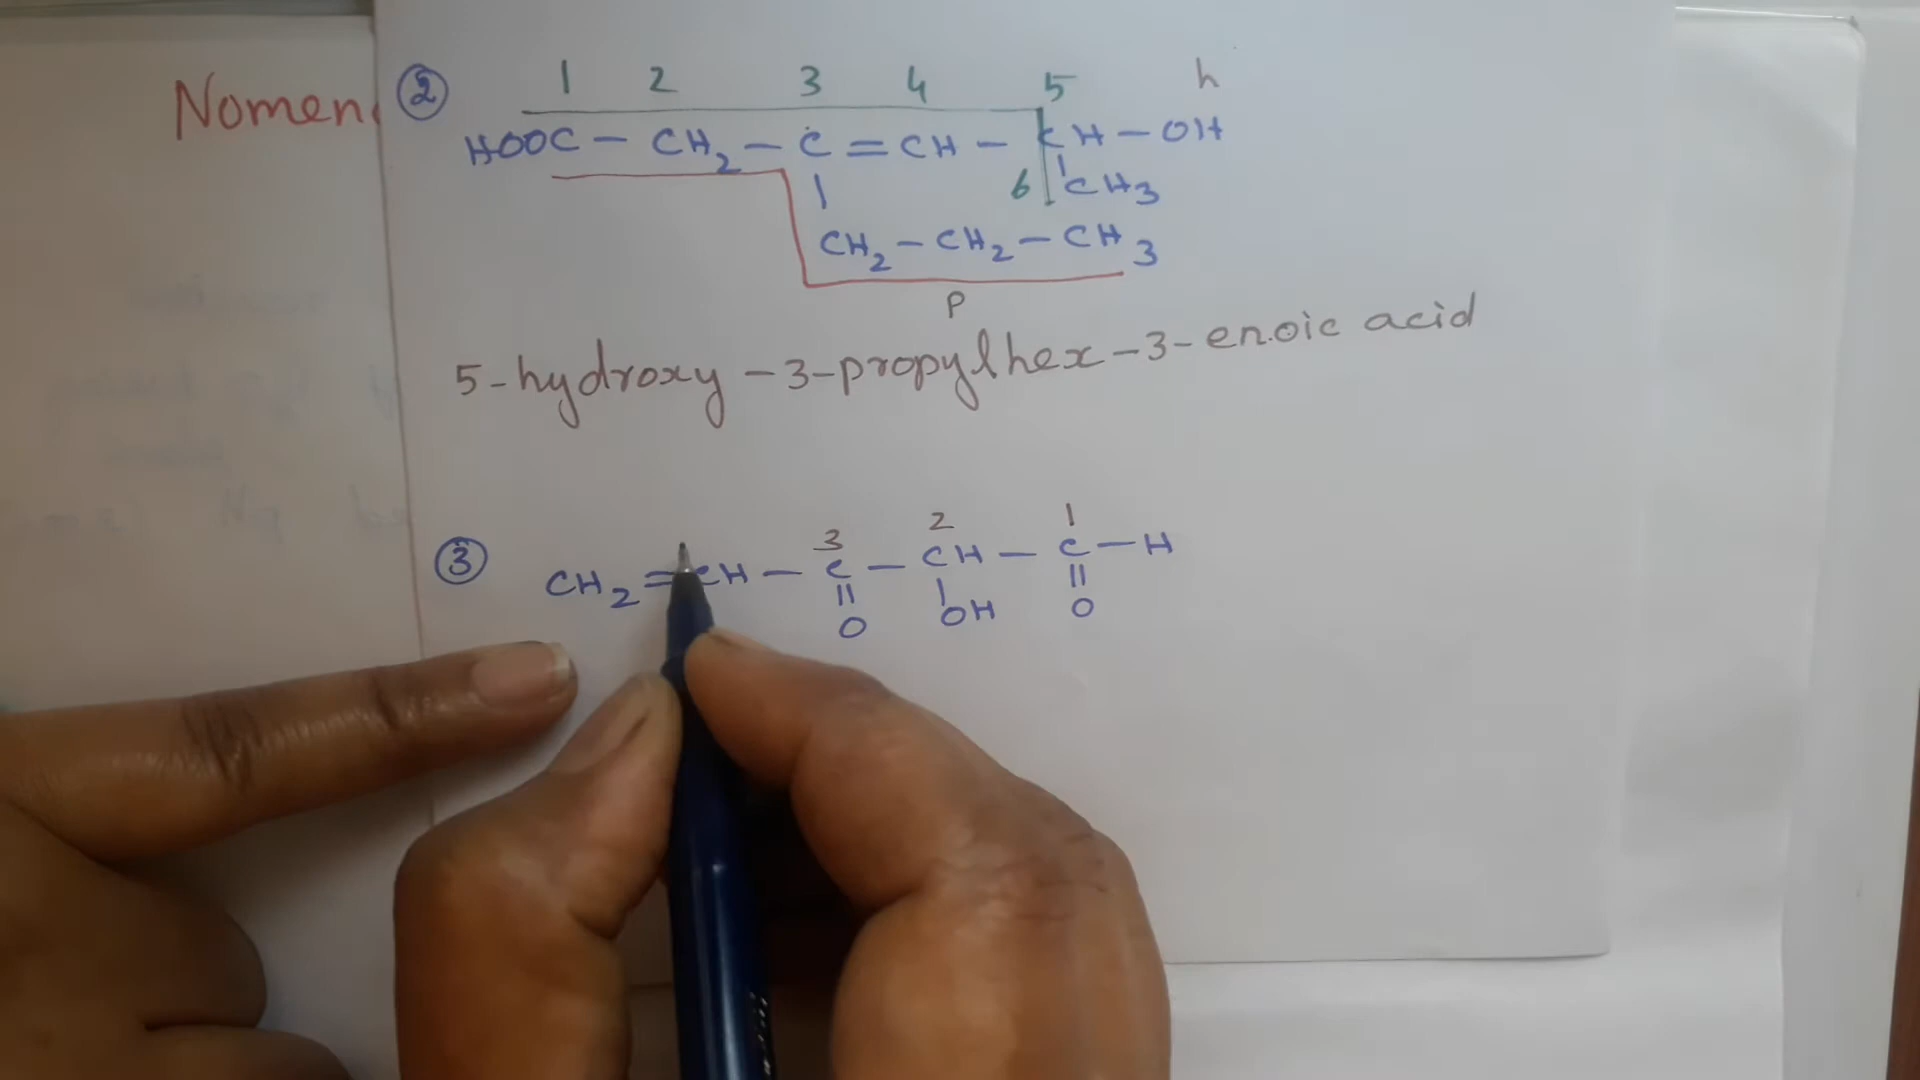 Nomen
② 1 2 3 4 5 h
HOOC - CH2 - C = CH - CH - OH
6 CH3
CH2 - CH2 - CH3
P
5-hydroxy-3-propylhex-3-enoic acid
3 2 1
③ CH2 = CH - C - CH - C - H
O OH O